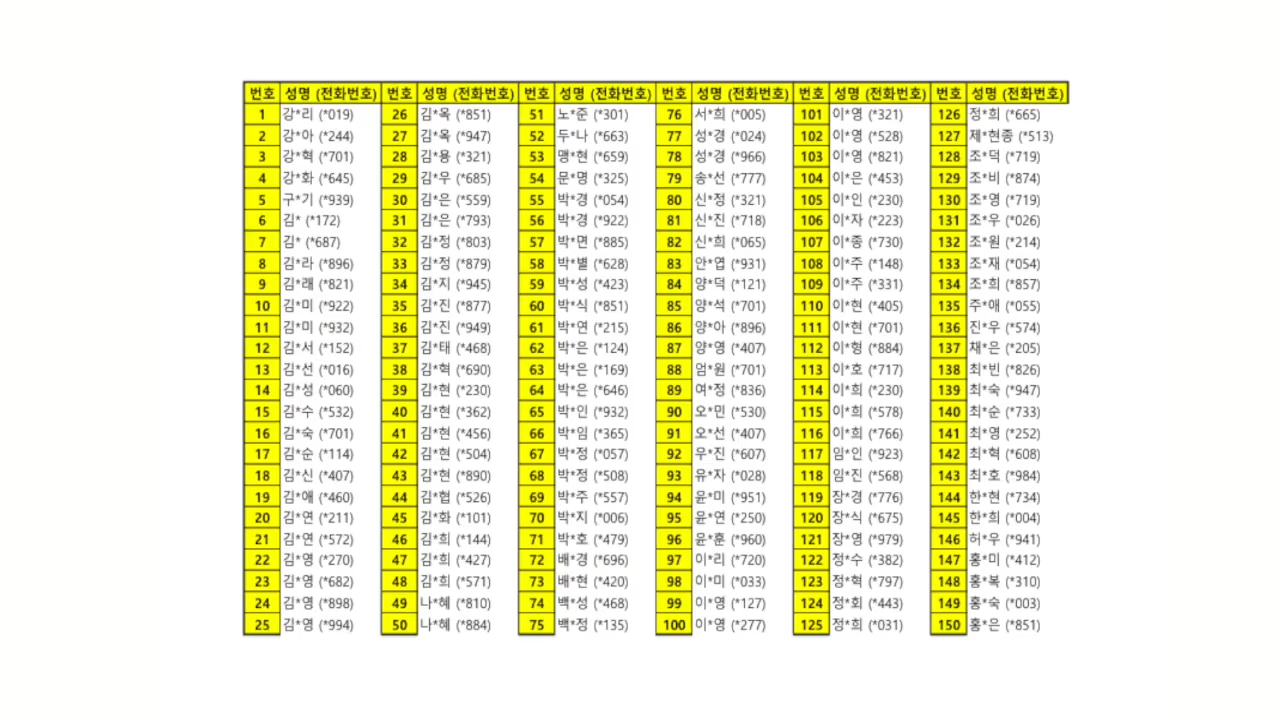 번호 성명 (전화번호) 번호 성명 (전화번호) 번호 성명 (전화번호) 번호 성명 (전화번호) 번호 성명 (전화번호) 번호 성명 (전화번호)
1 강*리 (*019) 26 김*옥 (*851) 51 노*준 (*301) 76 서*희 (*005) 101 이*영 (*321) 126 정*희 (*665)
2 강*아 (*244) 27 김*옥 (*947) 52 두*나 (*663) 77 성*경 (*024) 102 이*영 (*528) 127 제*현종 (*513)
3 강*혁 (*701) 28 김*용 (*321) 53 맹*현 (*659) 78 성*경 (*966) 103 이*영 (*821) 128 조*덕 (*719)
4 강*화 (*645) 29 김*우 (*685) 54 문*명 (*325) 79 송*선 (*777) 104 이*은 (*453) 129 조*비 (*874)
5 구*기 (*939) 30 김*은 (*559) 55 박*경 (*054) 80 신*정 (*321) 105 이*인 (*230) 130 조*영 (*719)
6 김* (*172) 31 김*은 (*793) 56 박*경 (*922) 81 신*진 (*718) 106 이*자 (*223) 131 조*우 (*026)
7 김* (*687) 32 김*정 (*803) 57 박*면 (*885) 82 신*희 (*065) 107 이*종 (*730) 132 조*원 (*214)
8 김*라 (*896) 33 김*정 (*879) 58 박*별 (*628) 83 안*엽 (*931) 108 이*주 (*148) 133 조*재 (*054)
9 김*래 (*821) 34 김*지 (*945) 59 박*성 (*423) 84 양*덕 (*121) 109 이*주 (*331) 134 조*희 (*857)
10 김*미 (*922) 35 김*진 (*877) 60 박*식 (*851) 85 양*석 (*701) 110 이*현 (*405) 135 주*애 (*055)
11 김*미 (*932) 36 김*진 (*949) 61 박*연 (*215) 86 양*아 (*896) 111 이*현 (*701) 136 진*우 (*574)
12 김*서 (*152) 37 김*태 (*468) 62 박*은 (*124) 87 양*영 (*407) 112 이*형 (*884) 137 채*은 (*205)
13 김*선 (*016) 38 김*혁 (*690) 63 박*은 (*169) 88 엄*원 (*701) 113 이*호 (*717) 138 최*빈 (*826)
14 김*성 (*060) 39 김*현 (*230) 64 박*은 (*646) 89 여*정 (*836) 114 이*희 (*230) 139 최*숙 (*947)
15 김*수 (*532) 40 김*현 (*362) 65 박*인 (*932) 90 오*민 (*530) 115 이*희 (*578) 140 최*순 (*733)
16 김*숙 (*701) 41 김*현 (*456) 66 박*임 (*365) 91 오*선 (*407) 116 이*희 (*766) 141 최*영 (*252)
17 김*순 (*114) 42 김*현 (*504) 67 박*정 (*057) 92 우*진 (*607) 117 임*인 (*923) 142 최*혁 (*608)
18 김*신 (*407) 43 김*현 (*890) 68 박*정 (*508) 93 유*자 (*028) 118 임*진 (*568) 143 최*호 (*984)
19 김*애 (*460) 44 김*협 (*526) 69 박*주 (*557) 94 윤*미 (*951) 119 장*경 (*776) 144 한*현 (*734)
20 김*연 (*211) 45 김*화 (*101) 70 박*지 (*006) 95 윤*연 (*250) 120 장*식 (*675) 145 한*희 (*004)
21 김*연 (*572) 46 김*희 (*144) 71 박*호 (*479) 96 윤*훈 (*960) 121 장*영 (*979) 146 허*우 (*941)
22 김*영 (*270) 47 김*희 (*427) 72 배*경 (*696) 97 이*리 (*720) 122 정*수 (*382) 147 홍*미 (*412)
23 김*영 (*682) 48 김*희 (*571) 73 배*현 (*420) 98 이*미 (*033) 123 정*혁 (*797) 148 홍*복 (*310)
24 김*영 (*898) 49 나*혜 (*810) 74 백*성 (*468) 99 이*영 (*127) 124 정*회 (*443) 149 홍*숙 (*003)
25 김*영 (*994) 50 나*혜 (*884) 75 백*정 (*135) 100 이*영 (*277) 125 정*희 (*031) 150 홍*은 (*851)